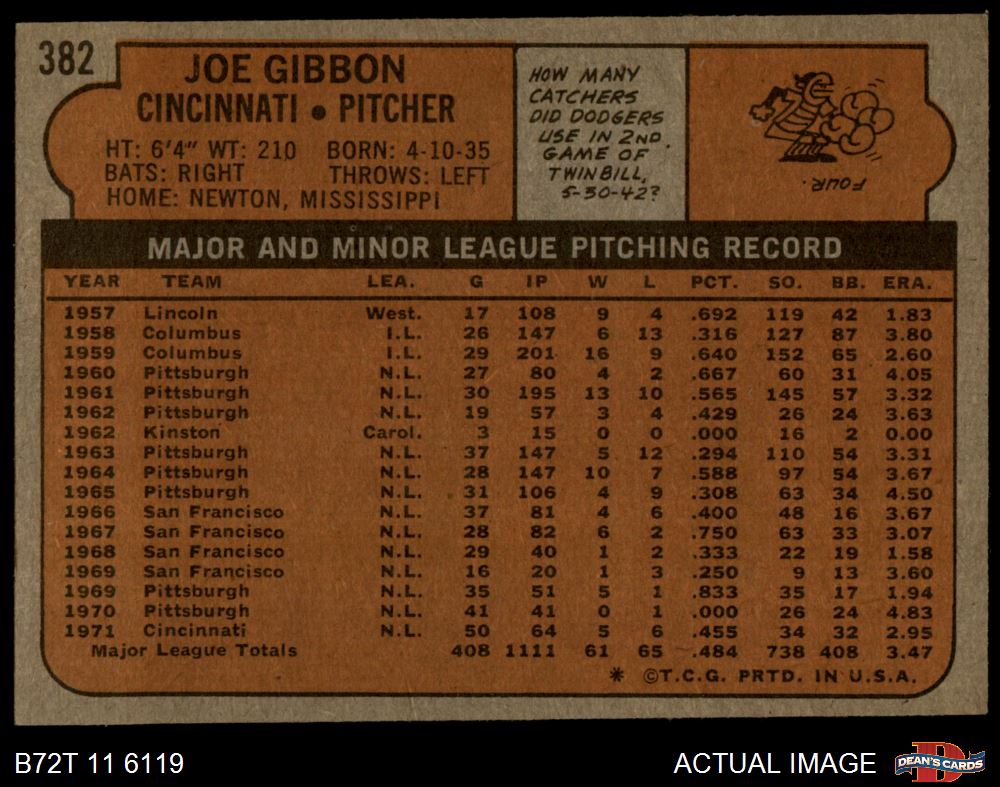 382
JOE GIBBON
CINCINNATI • PITCHER
HT: 6'4" WT: 210 BORN: 4-10-35
BATS: RIGHT THROWS: LEFT
HOME: NEWTON, MISSISSIPPI
HOW MANY
CATCHERS
DID DODGERS
USE IN 2ND
GAME OF
TWINBILL,
5-30-42?
FOUR.
MAJOR AND MINOR LEAGUE PITCHING RECORD
YEAR TEAM LEA. G IP W L PCT. SO. BB. ERA.
1957 Lincoln West. 17 108 9 4 .692 119 42 1.83
1958 Columbus I.L. 26 147 6 13 .316 127 87 3.80
1959 Columbus I.L. 29 201 16 9 .640 152 65 2.60
1960 Pittsburgh N.L. 27 80 4 2 .667 60 31 4.05
1961 Pittsburgh N.L. 30 195 13 10 .565 145 57 3.32
1962 Pittsburgh N.L. 19 57 3 4 .429 26 24 3.63
1962 Kinston Carol. 3 15 0 0 .000 16 2 0.00
1963 Pittsburgh N.L. 37 147 5 12 .294 110 54 3.31
1964 Pittsburgh N.L. 28 147 10 7 .588 97 54 3.67
1965 Pittsburgh N.L. 31 106 4 9 .308 63 34 4.50
1966 San Francisco N.L. 37 81 4 6 .400 48 16 3.67
1967 San Francisco N.L. 28 82 6 2 .750 63 33 3.07
1968 San Francisco N.L. 29 40 1 2 .333 22 19 1.58
1969 San Francisco N.L. 16 20 1 3 .250 9 13 3.60
1969 Pittsburgh N.L. 35 51 5 1 .833 35 17 1.94
1970 Pittsburgh N.L. 41 41 0 1 .000 26 24 4.83
1971 Cincinnati N.L. 50 64 5 6 .455 34 32 2.95
Major League Totals 408 1111 61 65 .484 738 408 3.47
* ©T.C.G. PRTD. IN U.S.A.
B72T 11 6119 ACTUAL IMAGE
DEAN'S CARDS